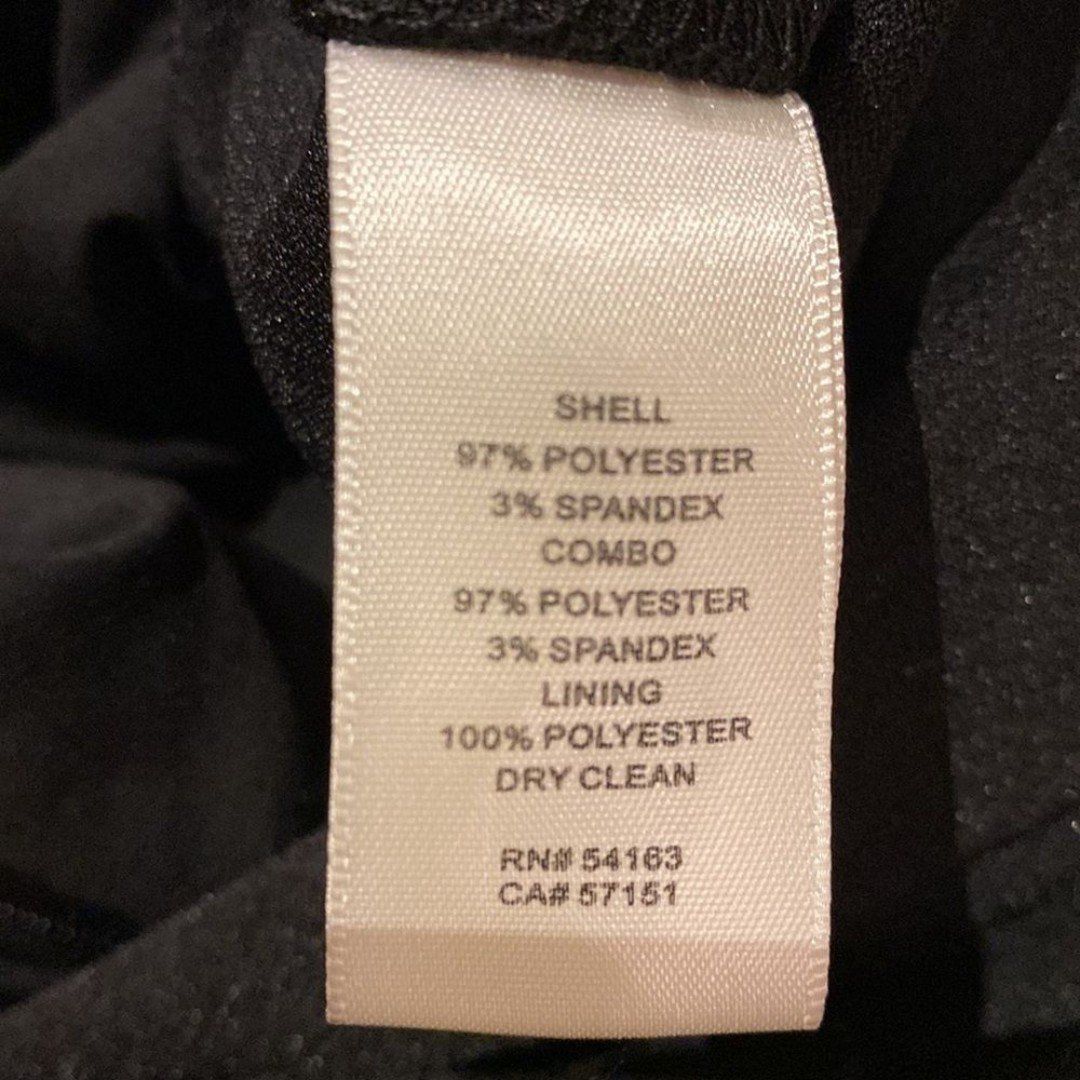 SHELL
97% POLYESTER
3% SPANDEX
COMBO
97% POLYESTER
3% SPANDEX
LINING
100% POLYESTER
DRY CLEAN
RN# 54163
CA# 57151